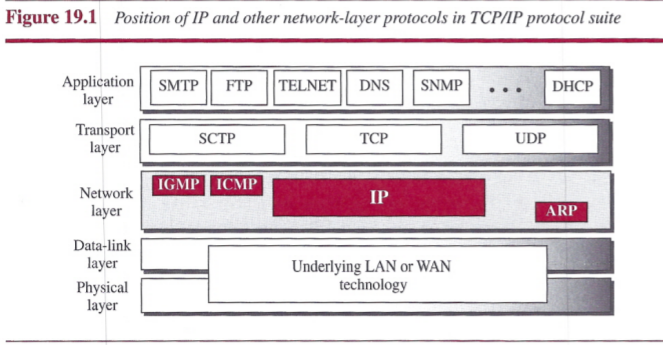 Figure 19.1 Position of IP and other network-layer protocols in TCP/IP protocol suite
Application
layer
SMTP FTP TELNET DNS SNMP • • • DHCP
Transport
layer
SCTP TCP UDP
Network
layer
IGMP ICMP IP ARP
Data-link
layer
Physical
layer
Underlying LAN or WAN
technology